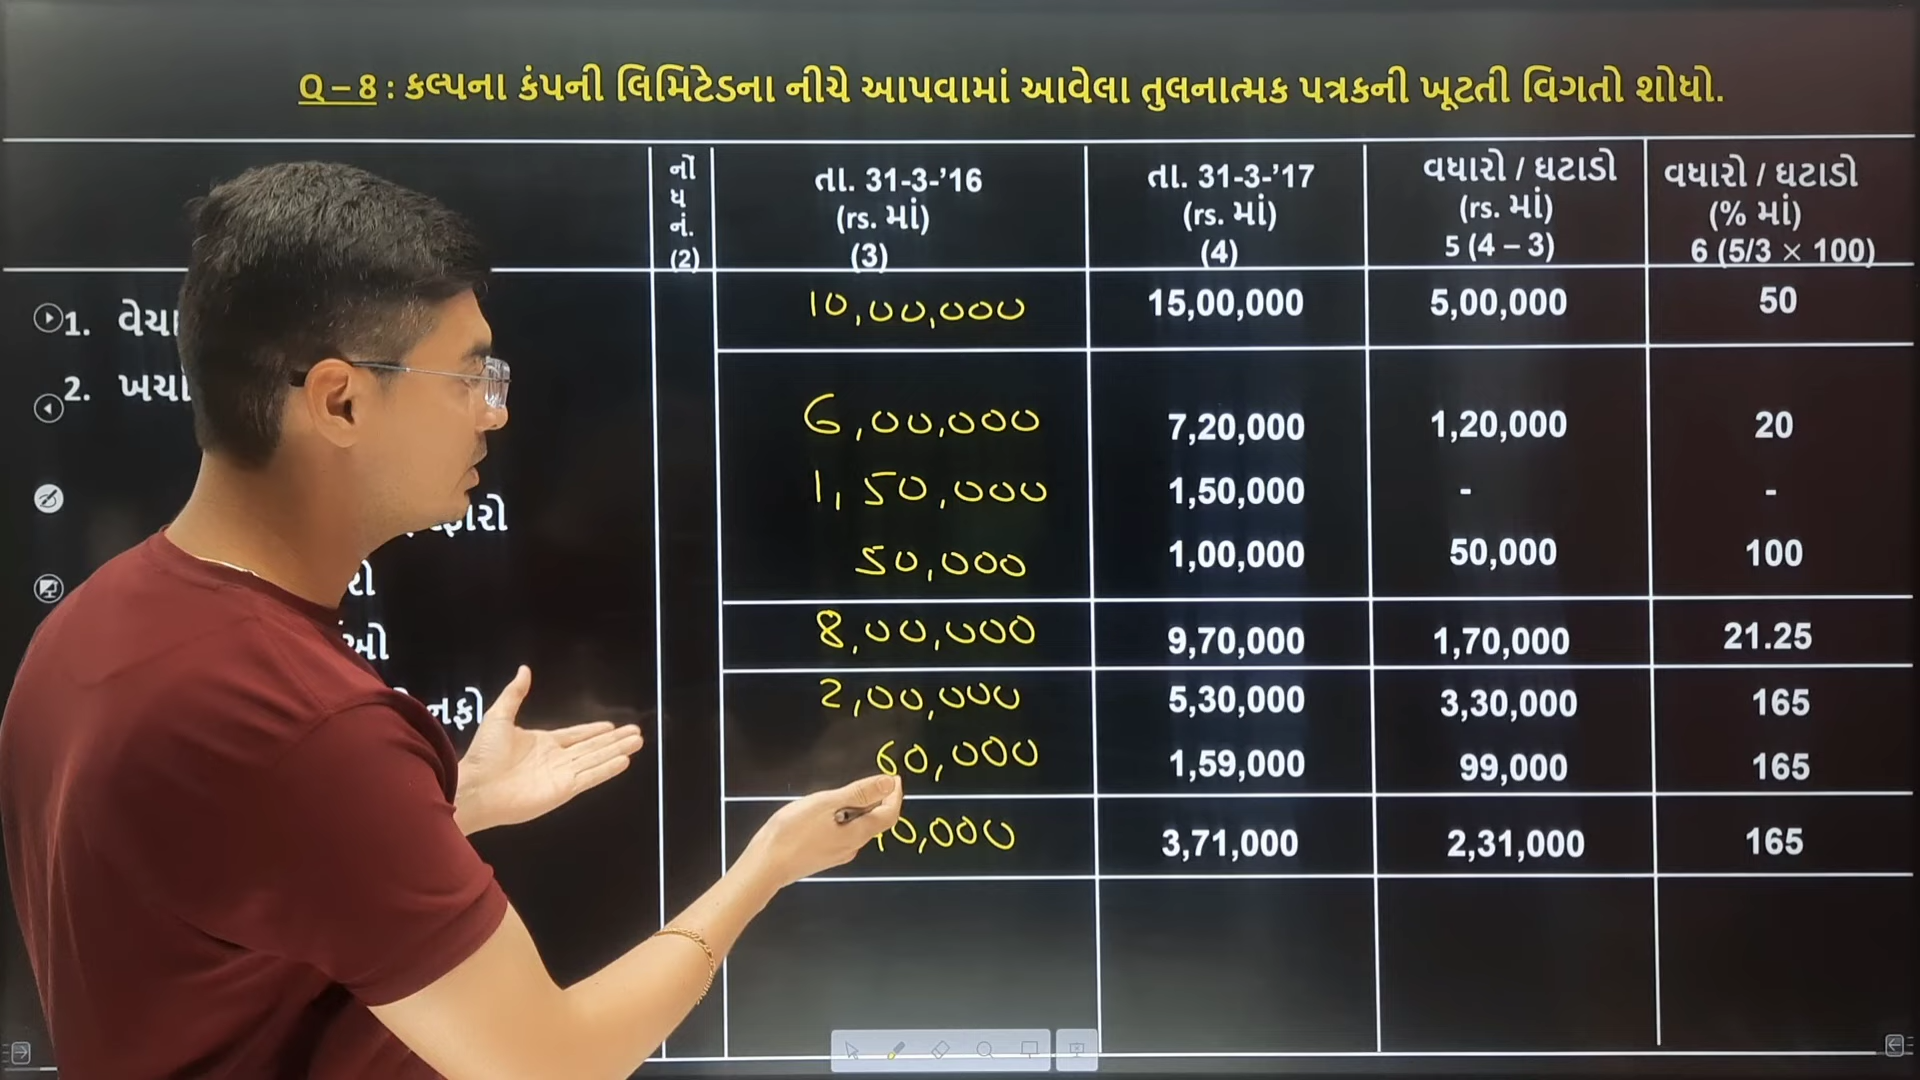 Q – 8 : કલ્પના કંપની લિમિટેડના નીચે આપવામાં આવેલા તુલનાત્મક પત્રકની ખૂટતી વિગતો શોધો.
નોંધ નં. (2) તા. 31-3-’16 (rs. માં) (3) તા. 31-3-’17 (rs. માં) (4) વધારો / ઘટાડો (rs. માં) 5 (4 – 3) વધારો / ઘટાડો (% માં) 6 (5/3 × 100)
1. 10,00,000 15,00,000 5,00,000 50
2.
6,00,000 7,20,000 1,20,000 20
1,50,000 1,50,000 - -
50,000 1,00,000 50,000 100
8,00,000 9,70,000 1,70,000 21.25
નફો 2,00,000 5,30,000 3,30,000 165
60,000 1,59,000 99,000 165
3,71,000 2,31,000 165